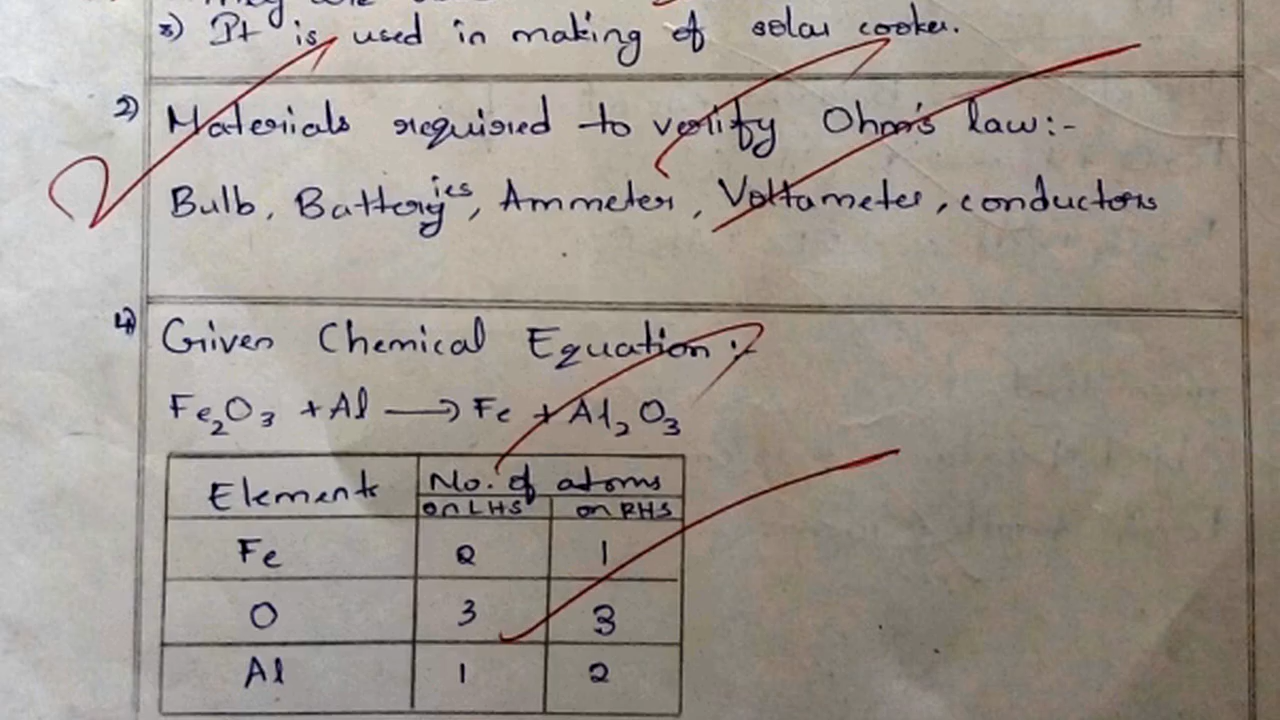 3) It is used in making of solar cooker.
2) Materials required to verify Ohm's law:-
Bulb, Batteryies, Ammeter, Voltameter, conductors
4) Given Chemical Equation :-
Fe₂O₃ + Al ⟶ Fe + Al₂O₃
Elements No. of atoms
on LHS on RHS
Fe 2 1
O 3 3
Al 1 2